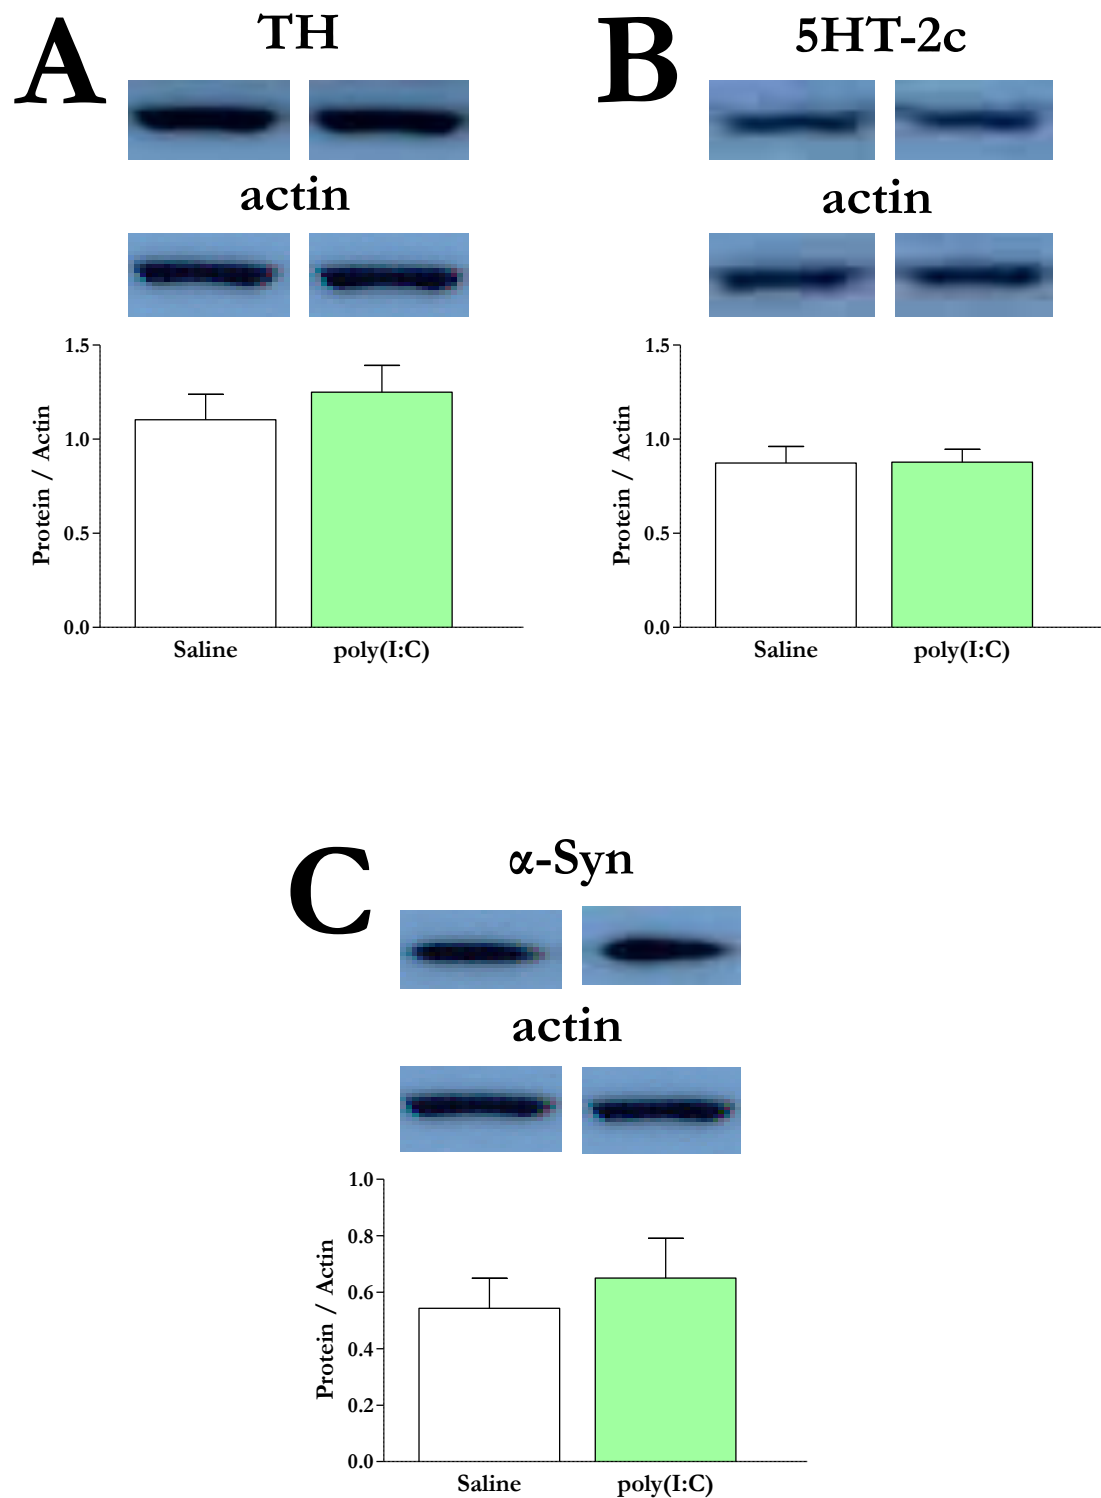 A
TH
actin
1.5
1.0
0.5
0.0
Protein / Actin
Saline
poly(I:C)
B
5HT-2c
actin
1.5
1.0
0.5
0.0
Protein / Actin
Saline
poly(I:C)
C
α-Syn
actin
1.0
0.8
0.6
0.4
0.2
0.0
Protein / Actin
Saline
poly(I:C)